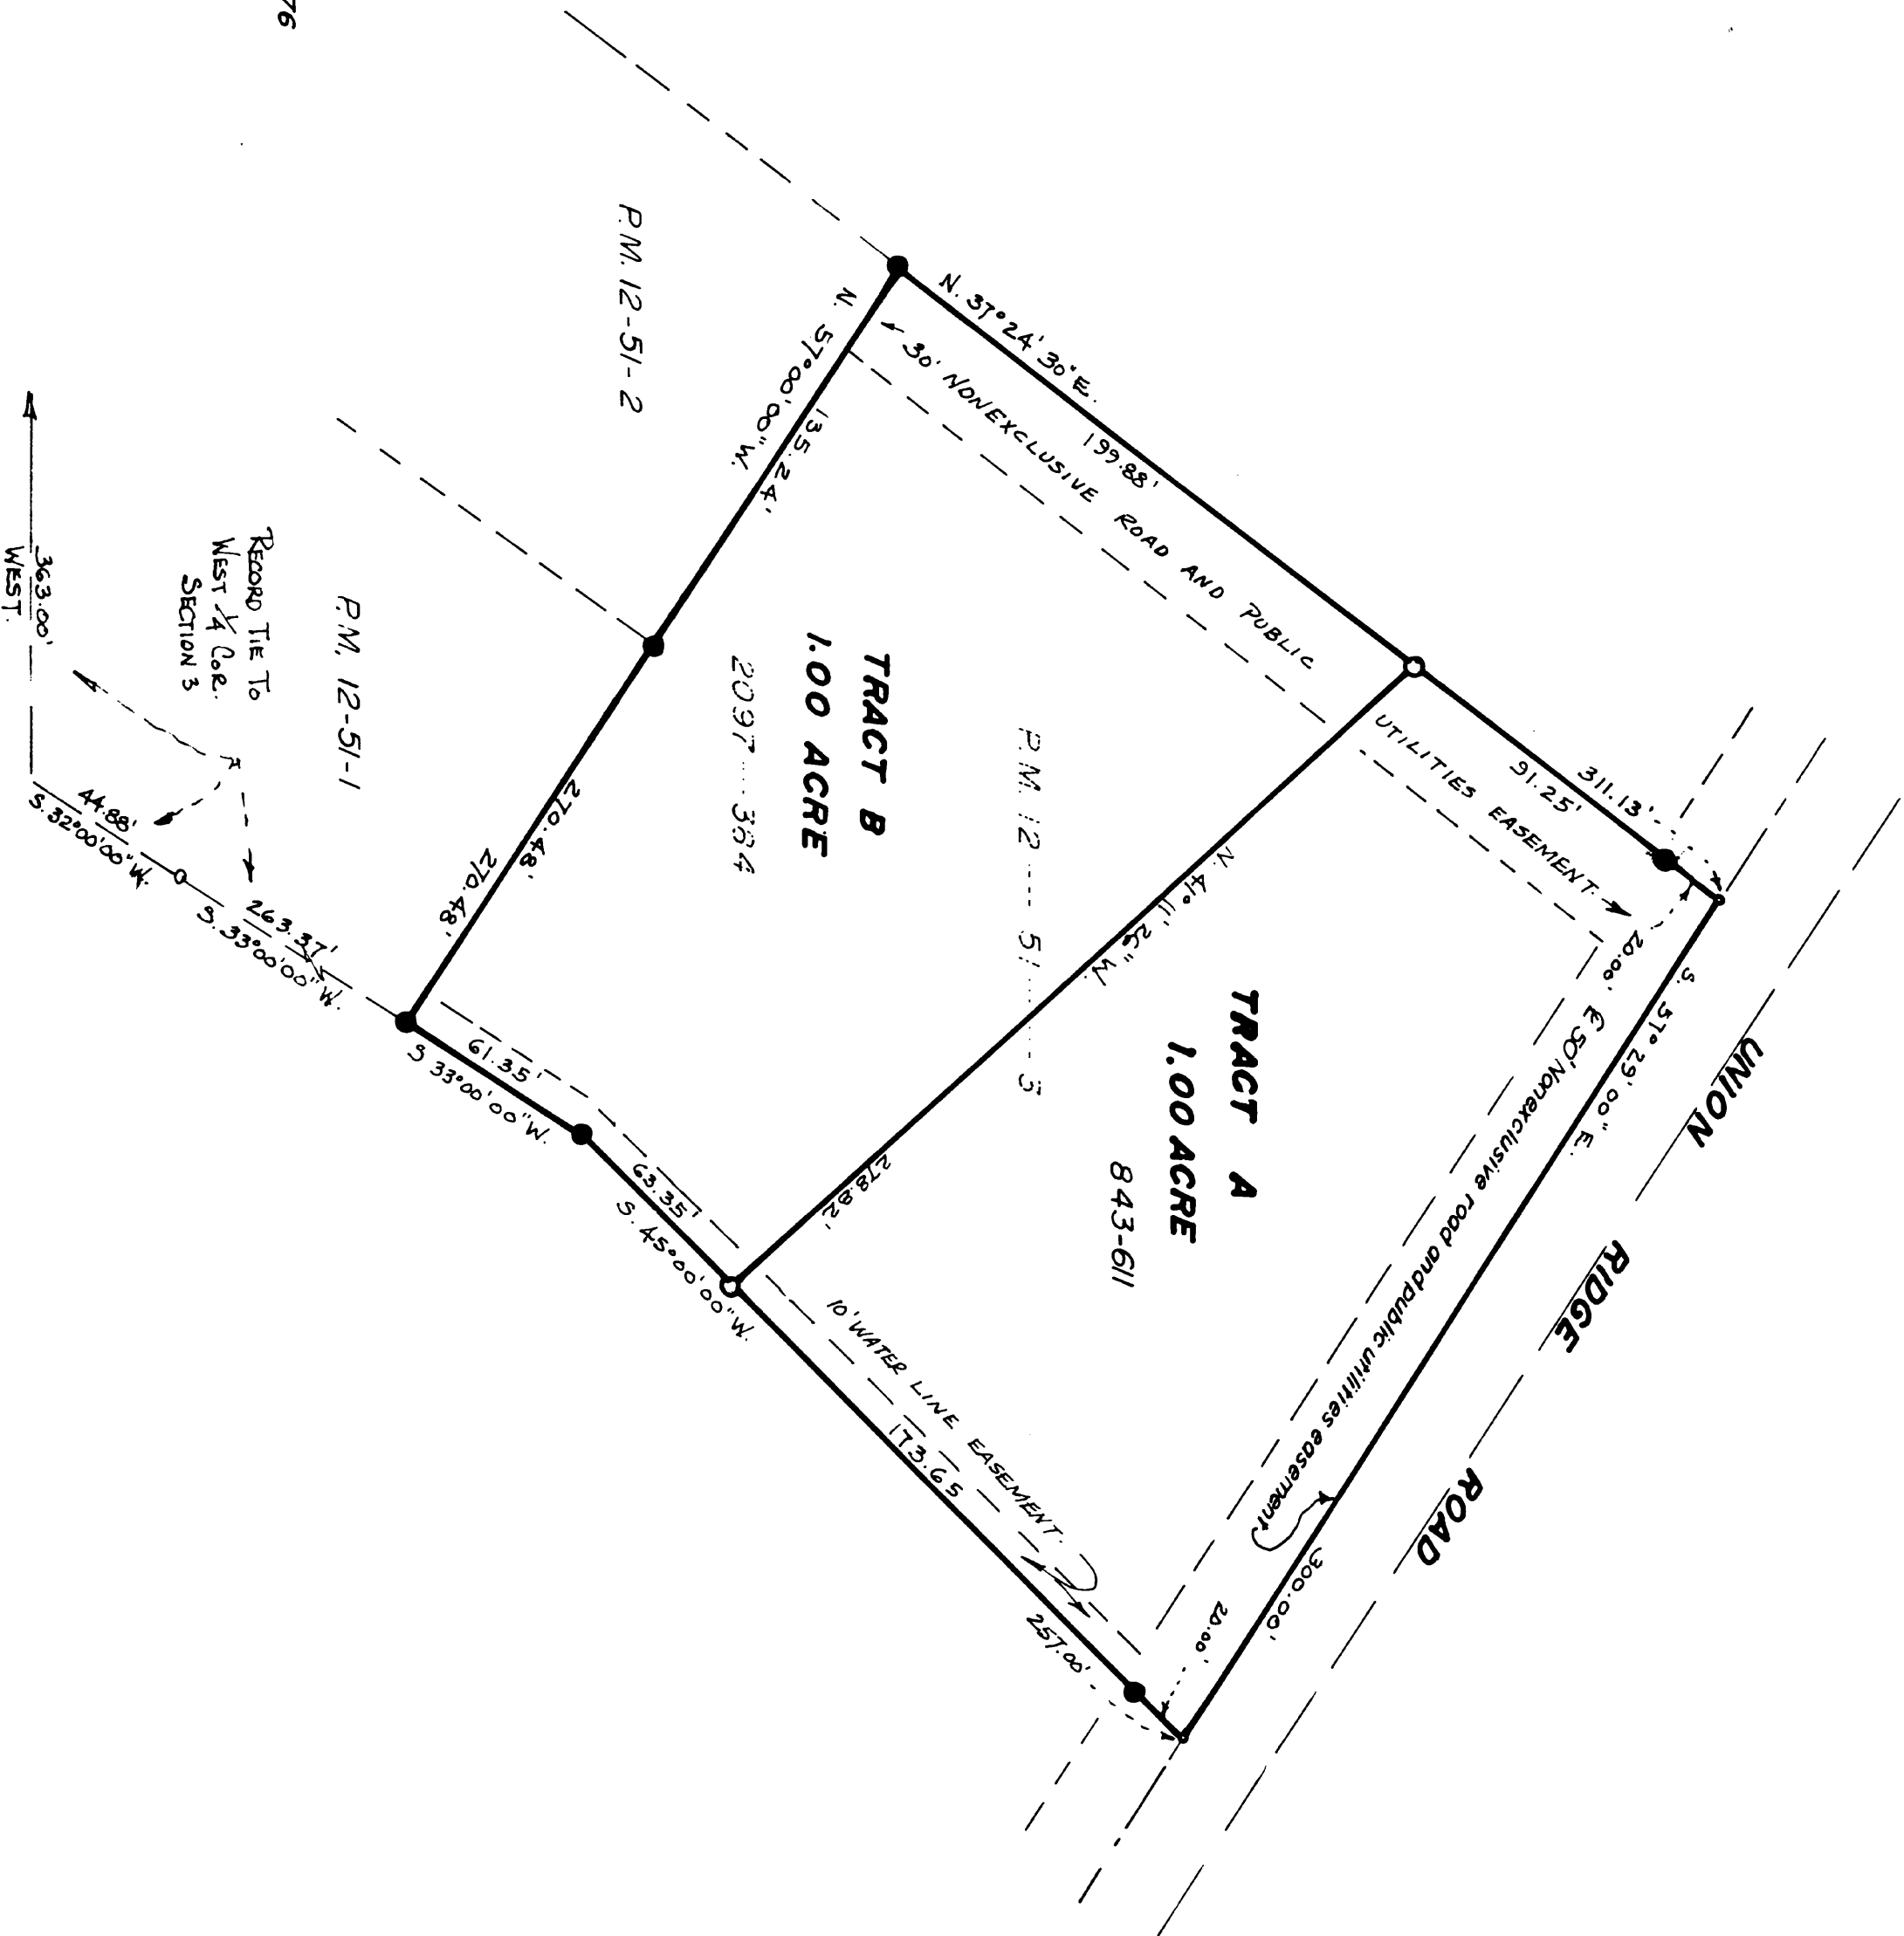 76
UNION RIDGE ROAD
S. 57°29'00" E.
300.00'
₠ 50' Nonexclusive road and public utilities easement
20.00'
20.00'
311.13'
91.25'
N. 37°24'30" E.
199.88'
30' NONEXCLUSIVE ROAD AND PUBLIC
UTILITIES EASEMENT
TRACT A
1.00 ACRE
843-611
N. 41° 11' 26" W.
278.82'
P.M. 12 51 3
TRACT B
1.00 ACRE
2097 334
N. 57°00'00" W.
135.24'
270.48'
270.48'
P.M. 12-51-2
P.M. 12-51-1
10' WATER LINE EASEMENT.
173.65
257.00'
63.35'
S. 45°00'00" W.
61.35'
S 33°00'00" W.
263.37'
S. 33°00'00" W.
44.88'
S. 32°00'00" W.
RECORD TIE TO
WEST 1/4 COR.
SECTION 3
363.00'
WEST.